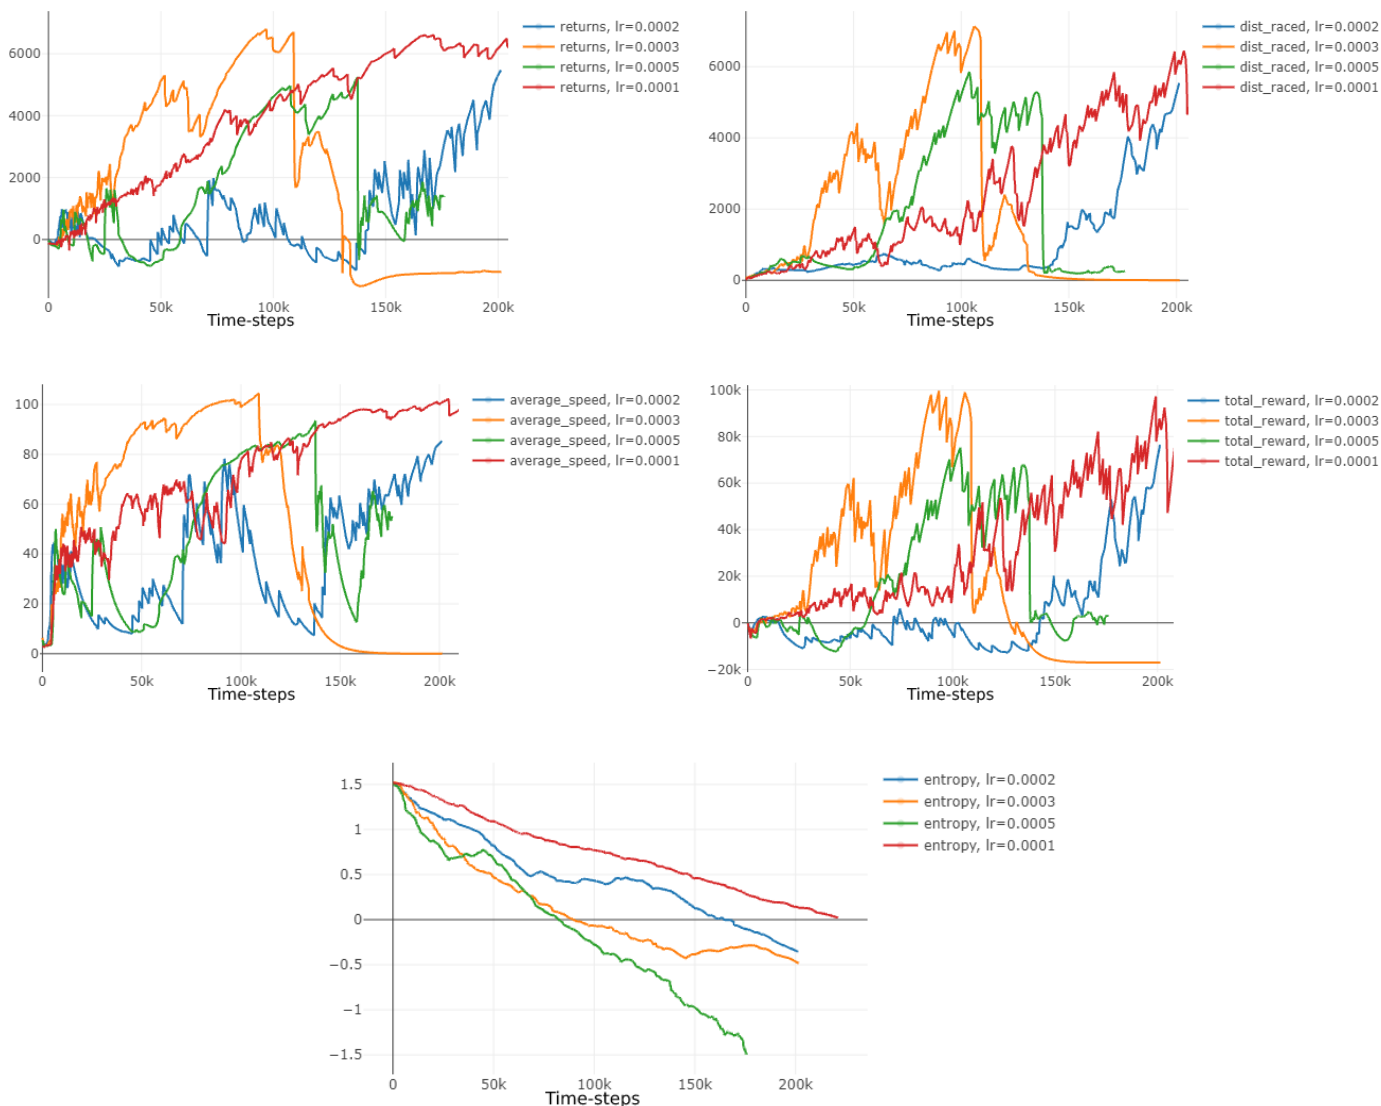 returns, lr=0.0002
returns, lr=0.0003
returns, lr=0.0005
returns, lr=0.0001
6000
4000
2000
0
0 50k 100k 150k 200k
Time-steps
dist_raced, lr=0.0002
dist_raced, lr=0.0003
dist_raced, lr=0.0005
dist_raced, lr=0.0001
6000
4000
2000
0
0 50k 100k 150k 200k
Time-steps
average_speed, lr=0.0002
average_speed, lr=0.0003
average_speed, lr=0.0005
average_speed, lr=0.0001
100
80
60
40
20
0
0 50k 100k 150k 200k
Time-steps
total_reward, lr=0.0002
total_reward, lr=0.0003
total_reward, lr=0.0005
total_reward, lr=0.0001
100k
80k
60k
40k
20k
0
−20k
0 50k 100k 150k 200k
Time-steps
entropy, lr=0.0002
entropy, lr=0.0003
entropy, lr=0.0005
entropy, lr=0.0001
1.5
1
0.5
0
−0.5
−1
−1.5
0 50k 100k 150k 200k
Time-steps